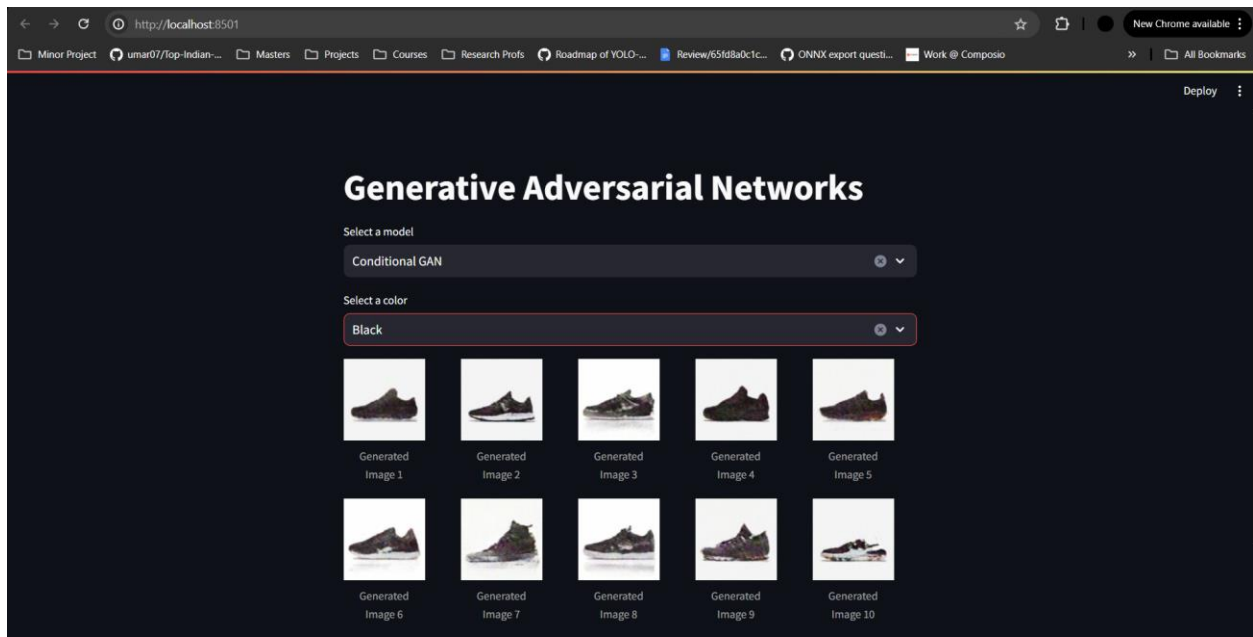 http://localhost:8501
New Chrome available
Minor Project umar07/Top-Indian-... Masters Projects Courses Research Profs Roadmap of YOLO-... Review/65fd8a0c1c... ONNX export questi... Work @ Composio » All Bookmarks
Deploy
Generative Adversarial Networks
Select a model
Conditional GAN
Select a color
Black
Generated Generated Generated Generated Generated
Image 1 Image 2 Image 3 Image 4 Image 5
Generated Generated Generated Generated Generated
Image 6 Image 7 Image 8 Image 9 Image 10